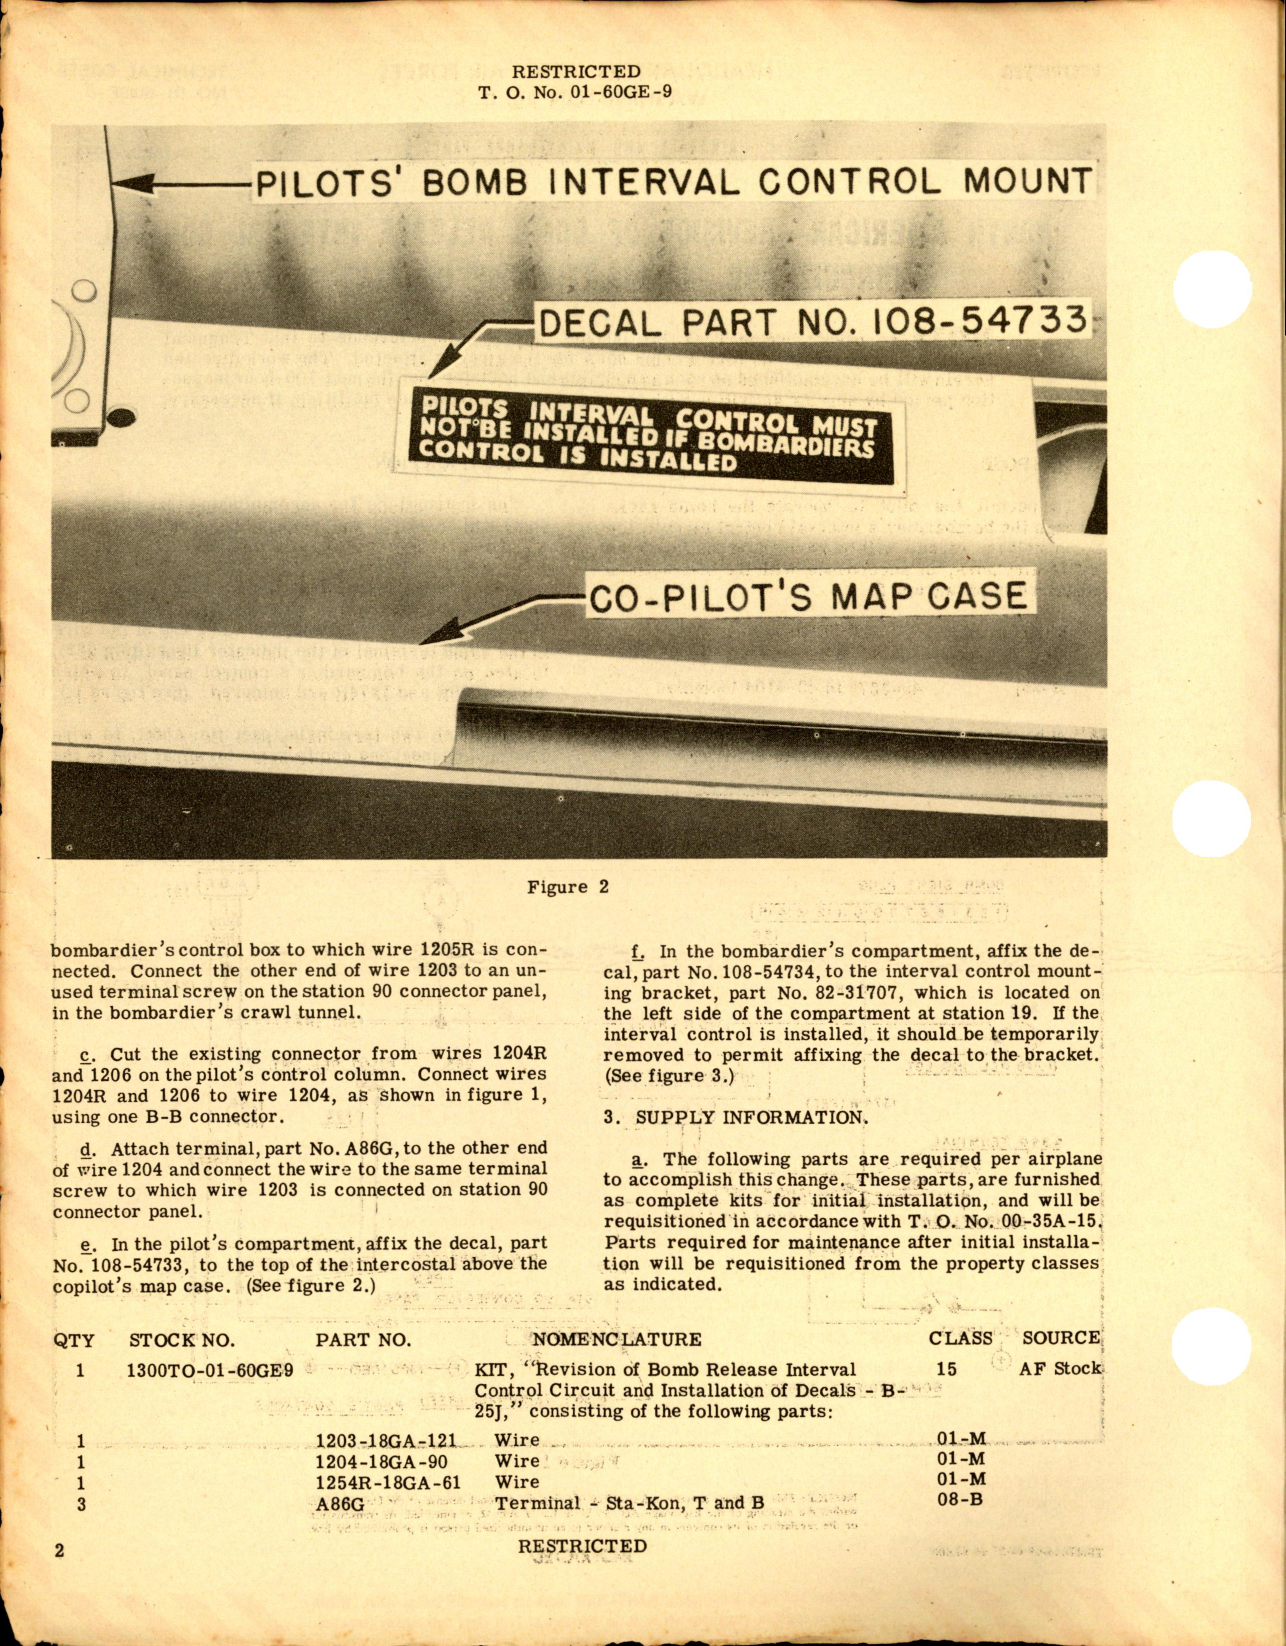 RESTRICTED
T. O. No. 01-60GE-9
PILOTS' BOMB INTERVAL CONTROL MOUNT
DECAL PART NO. 108-54733
PILOTS INTERVAL CONTROL MUST
NOT BE INSTALLED IF BOMBARDIERS
CONTROL IS INSTALLED
CO-PILOT'S MAP CASE
Figure 2
bombardier's control box to which wire 1205R is con-
nected. Connect the other end of wire 1203 to an un-
used terminal screw on the station 90 connector panel,
in the bombardier's crawl tunnel.
c. Cut the existing connector from wires 1204R
and 1206 on the pilot's control column. Connect wires
1204R and 1206 to wire 1204, as shown in figure 1,
using one B-B connector.
d. Attach terminal, part No. A86G, to the other end
of wire 1204 and connect the wire to the same terminal
screw to which wire 1203 is connected on station 90
connector panel.
e. In the pilot's compartment, affix the decal, part
No. 108-54733, to the top of the intercostal above the
copilot's map case. (See figure 2.)
f. In the bombardier's compartment, affix the de-
cal, part No. 108-54734, to the interval control mount-
ing bracket, part No. 82-31707, which is located on
the left side of the compartment at station 19. If the
interval control is installed, it should be temporarily
removed to permit affixing the decal to the bracket.
(See figure 3.)
3. SUPPLY INFORMATION.
a. The following parts are required per airplane
to accomplish this change. These parts, are furnished
as complete kits for initial installation, and will be
requisitioned in accordance with T. O. No. 00-35A-15.
Parts required for maintenance after initial installa-
tion will be requisitioned from the property classes
as indicated.
QTY STOCK NO. PART NO. NOMENCLATURE CLASS SOURCE
1 1300TO-01-60GE9 KIT, "Revision of Bomb Release Interval 15 AF Stock
Control Circuit and Installation of Decals - B-
25J," consisting of the following parts:
1 1203-18GA-121 Wire 01-M
1 1204-18GA-90 Wire 01-M
1 1254R-18GA-61 Wire 01-M
3 A86G Terminal - Sta-Kon, T and B 08-B
2 RESTRICTED